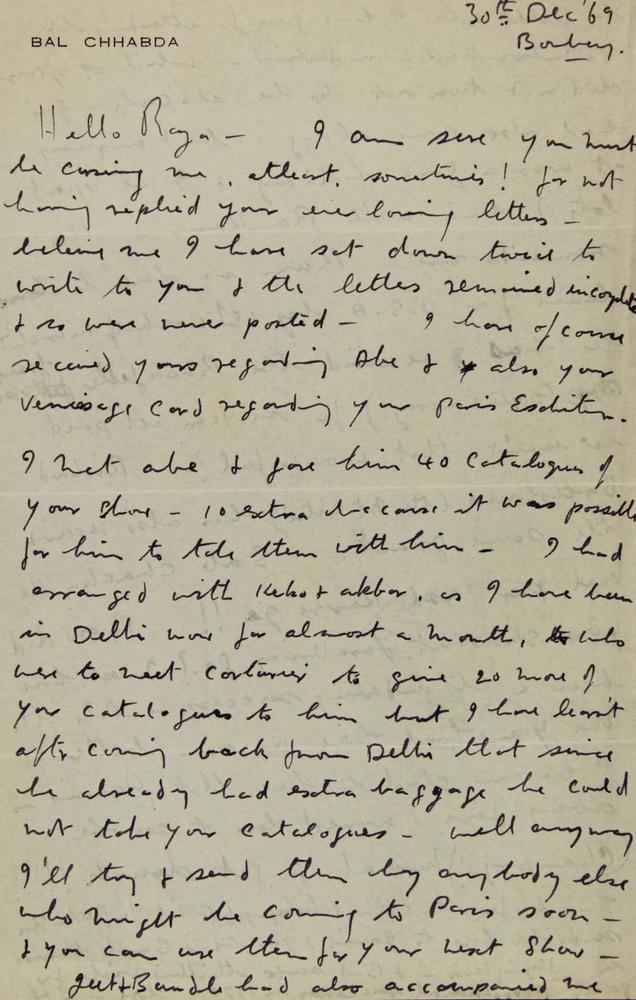 30th Dec '69
BAL CHHABDA
Bombay.
Hello Raza - I am sure you must
be cursing me, atleast, sometimes! for not
having replied your ever loving letters -
believe me I have sat down twice to
write to you & the letters remained incomplete
& so were never posted - I have ofcourse
received yours regarding Abe & also your
Vernissage Card regarding your Paris Exhibition.
I met abe & gave him 40 Catalogues of
your Show - 10 extra because it was possible
for him to take them with him - I had
arranged with & akbar, as I have been
in Delhi now for almost a month, who
were to meet to give 20 more of
your catalogues to him but I have learnt
after coming back from Delhi that since
he already had extra baggage he could
not take your catalogues - well anyway
I'll try & send them by anybody else
who might be coming to Paris soon -
& you can use them for your next Show -
had also accompanied me